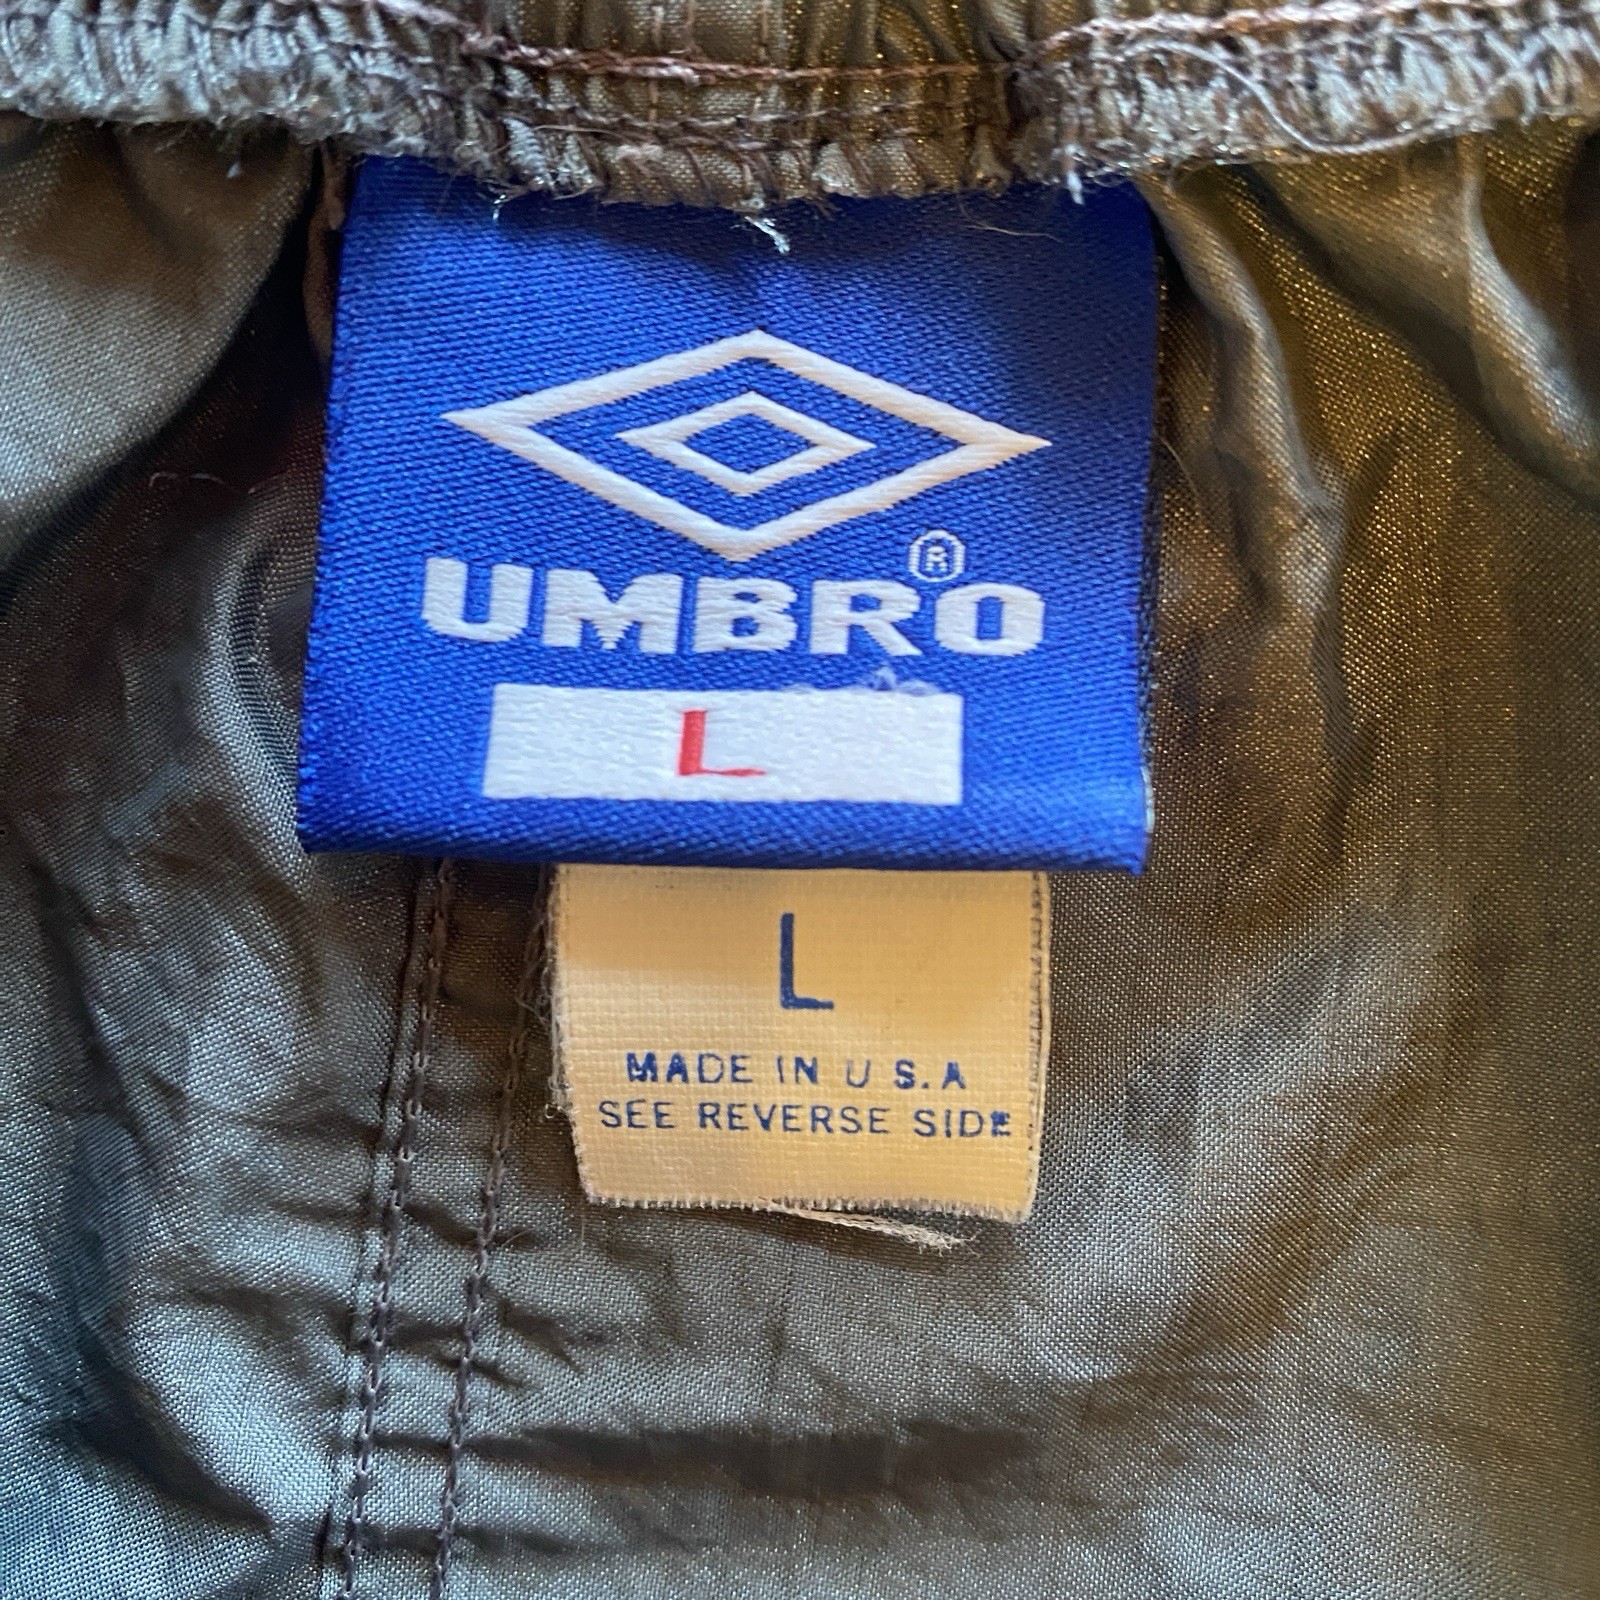 ®
UMBRO
L
L
MADE IN U S.A
SEE REVERSE SIDE